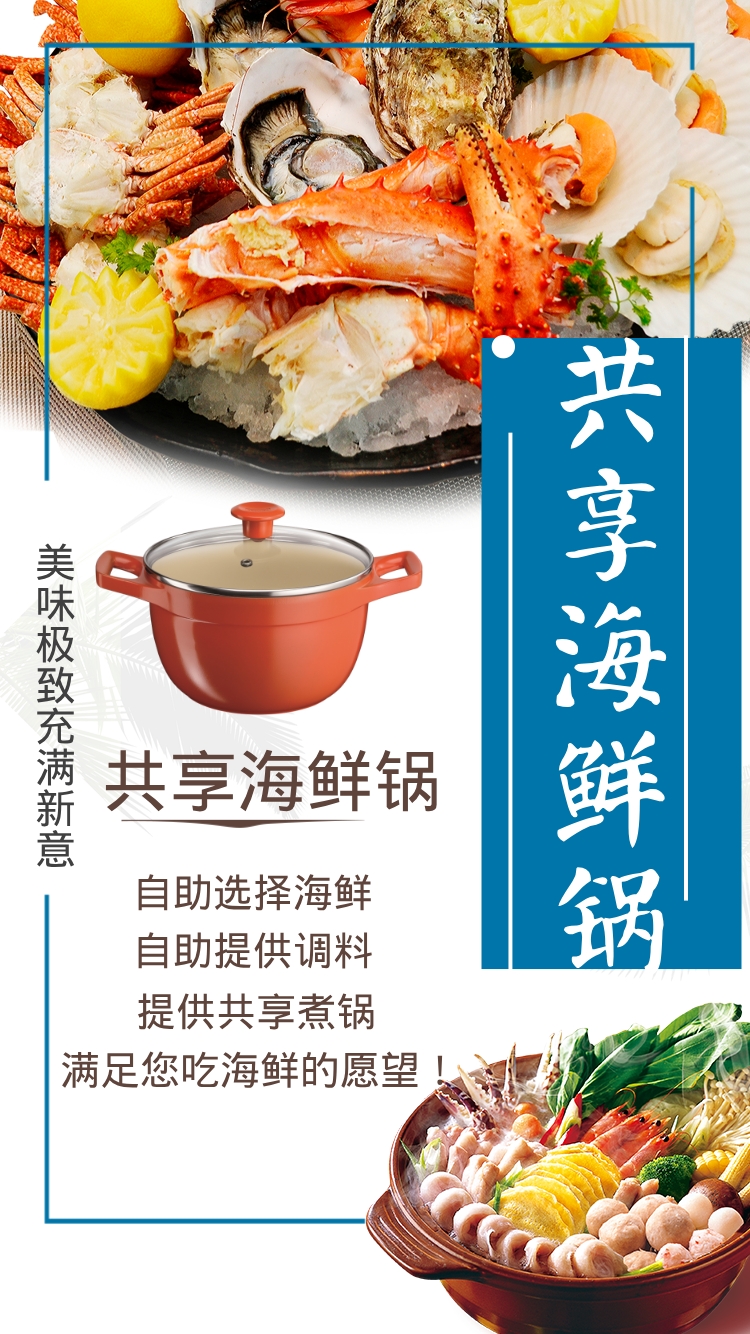 共享海鲜锅
美味极致充满新意
共享海鲜锅
自助选择海鲜
自助提供调料
提供共享煮锅
满足您吃海鲜的愿望！